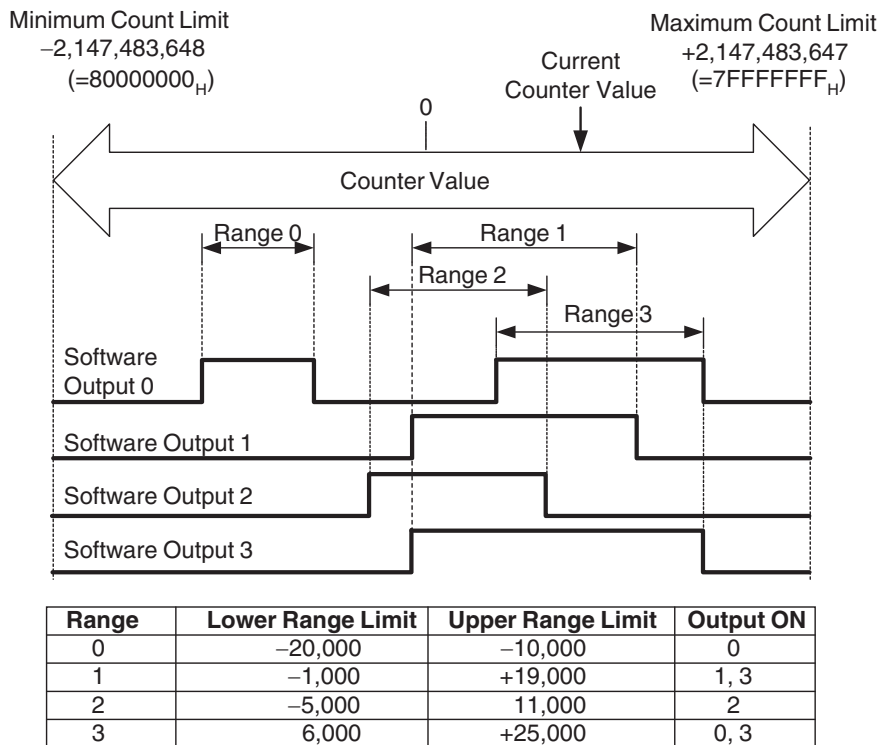 Minimum Count Limit
−2,147,483,648
(=80000000H)
Maximum Count Limit
+2,147,483,647
(=7FFFFFFFH)
Current
Counter Value
0
Counter Value
Range 0
Range 1
Range 2
Range 3
Software
Output 0
Software Output 1
Software Output 2
Software Output 3
Range Lower Range Limit Upper Range Limit Output ON
0 −20,000 −10,000 0
1 −1,000 +19,000 1, 3
2 −5,000 11,000 2
3 6,000 +25,000 0, 3